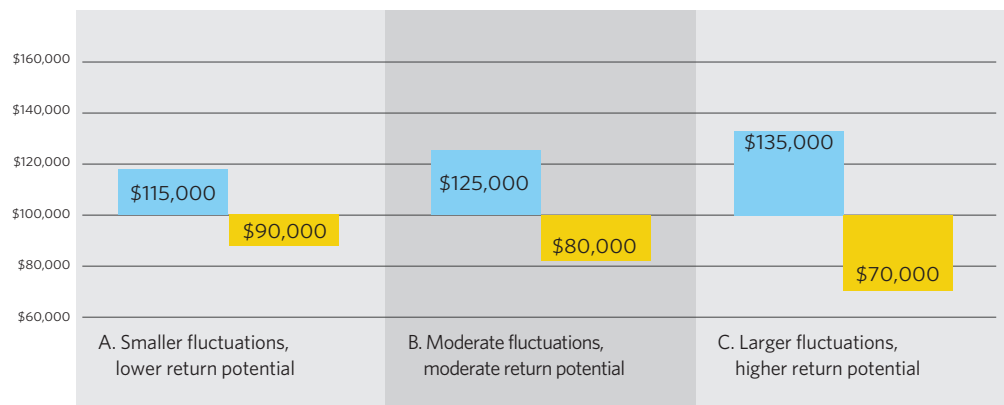 $160,000
$140,000
$120,000
$100,000
$80,000
$60,000
$115,000
$90,000
$125,000
$80,000
$135,000
$70,000
A. Smaller fluctuations,
lower return potential
B. Moderate fluctuations,
moderate return potential
C. Larger fluctuations,
higher return potential